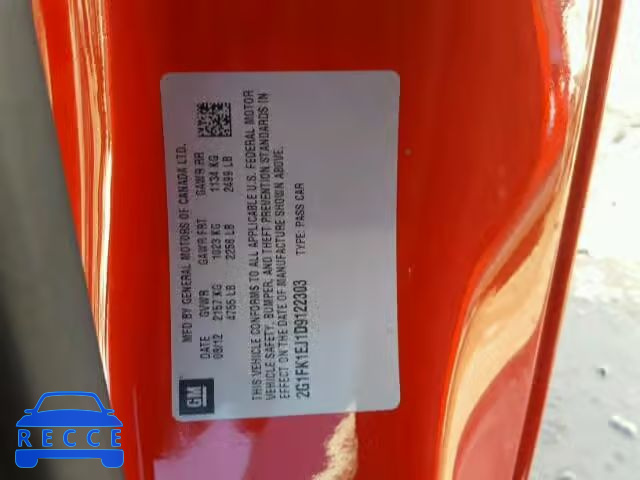 MFD BY GENERAL MOTORS OF CANADA LTD.
DATE GVWR GAWR FRT GAWR RR
09/12 2157 KG 1023 KG 1134 KG
4755 LB 2256 LB 2499 LB
THIS VEHICLE CONFORMS TO ALL APPLICABLE U.S. FEDERAL MOTOR
VEHICLE SAFETY, BUMPER, AND THEFT PREVENTION STANDARDS IN
EFFECT ON THE DATE OF MANUFACTURE SHOWN ABOVE.
2G1FK1EJ1D9122303 TYPE: PASS CAR
GM
RECCE